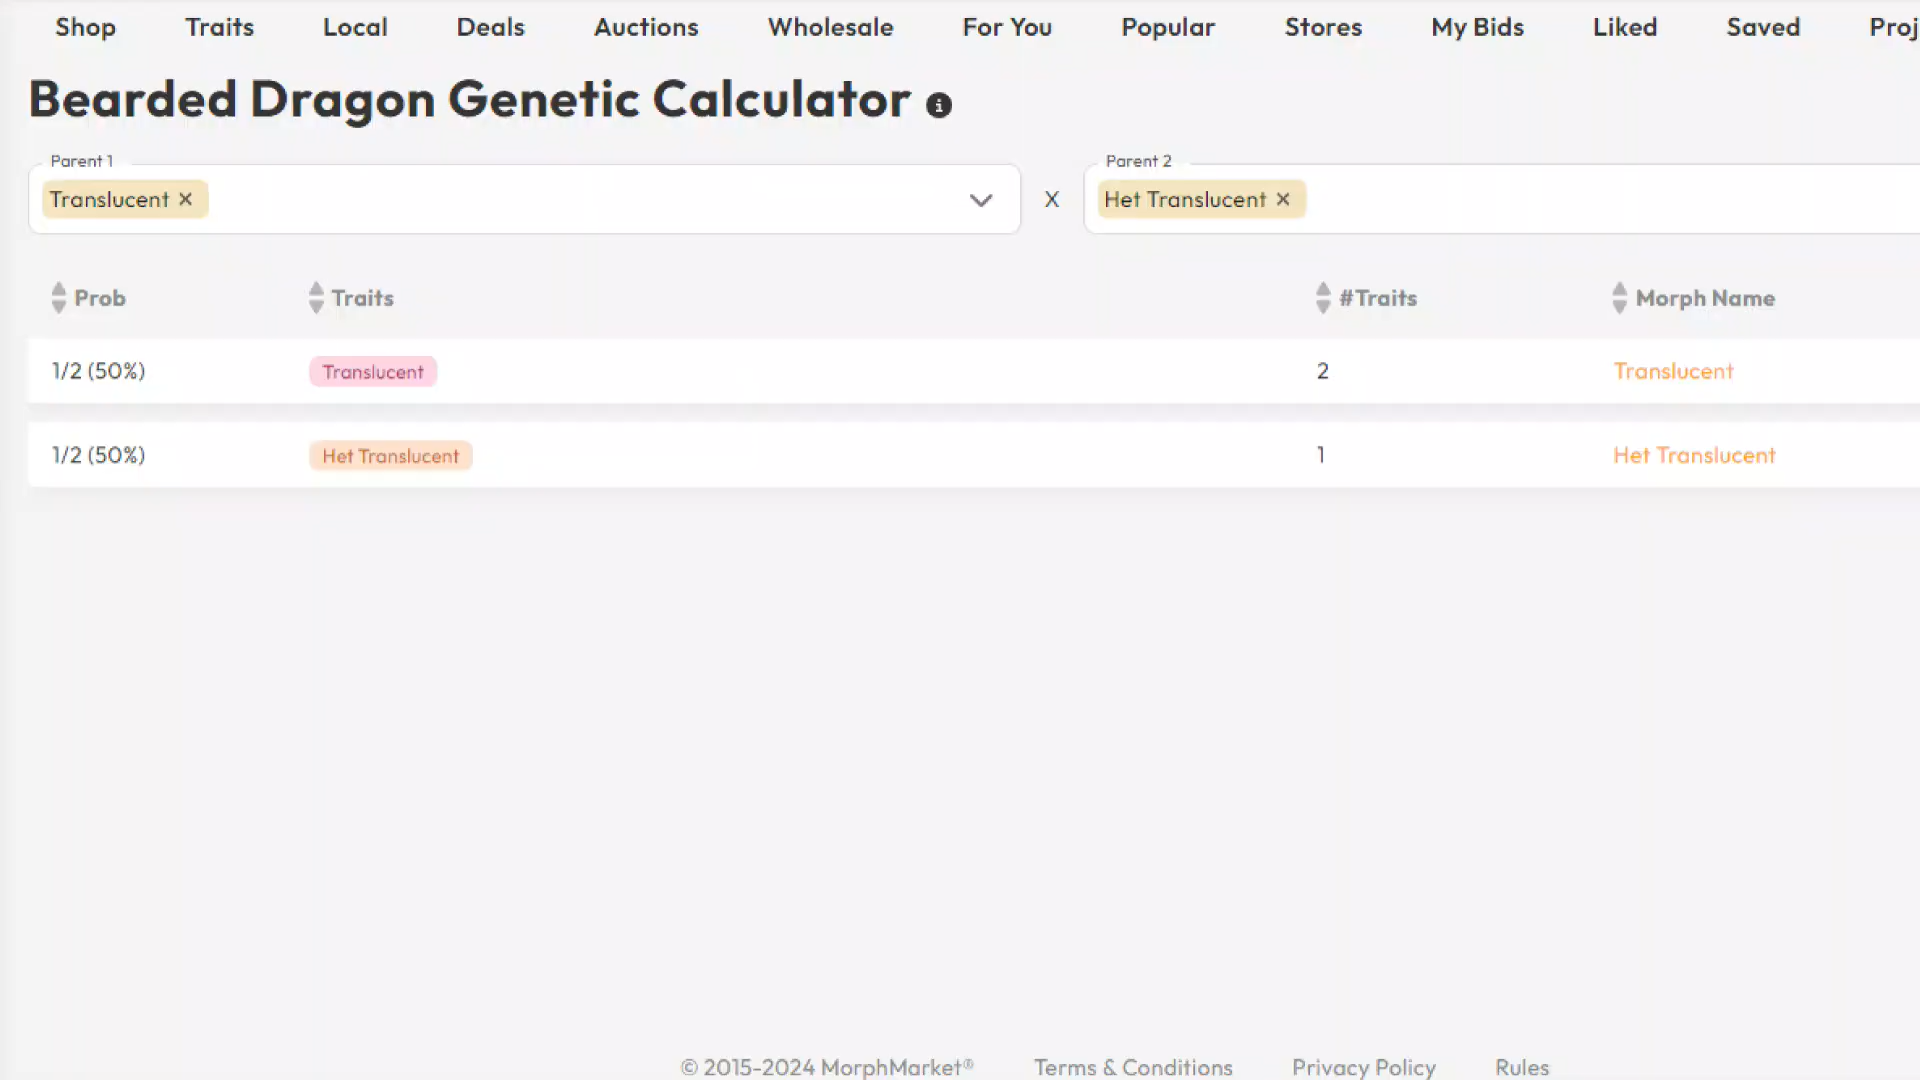 Shop Traits Local Deals Auctions Wholesale For You Popular Stores My Bids Liked Saved Proj
Bearded Dragon Genetic Calculator
Parent 1 Parent 2
Translucent × X Het Translucent ×
Prob Traits #Traits Morph Name
1/2 (50%) Translucent 2 Translucent
1/2 (50%) Het Translucent 1 Het Translucent
© 2015-2024 MorphMarket® Terms & Conditions Privacy Policy Rules